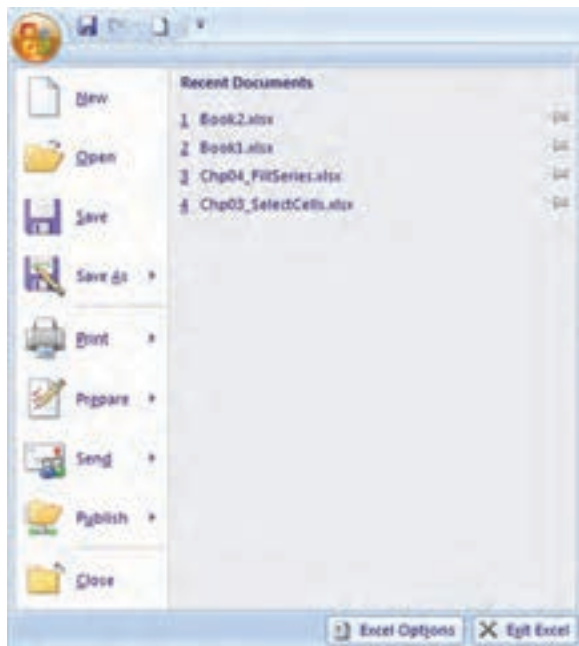 New
Open
Save
Save As
Print
Prepare
Send
Publish
Close
Recent Documents
1 Book2.xlsx
2 Book1.xlsx
3 Chp04_FillSeries.xlsx
4 Chp03_SelectCells.xlsx
Excel Options
Exit Excel